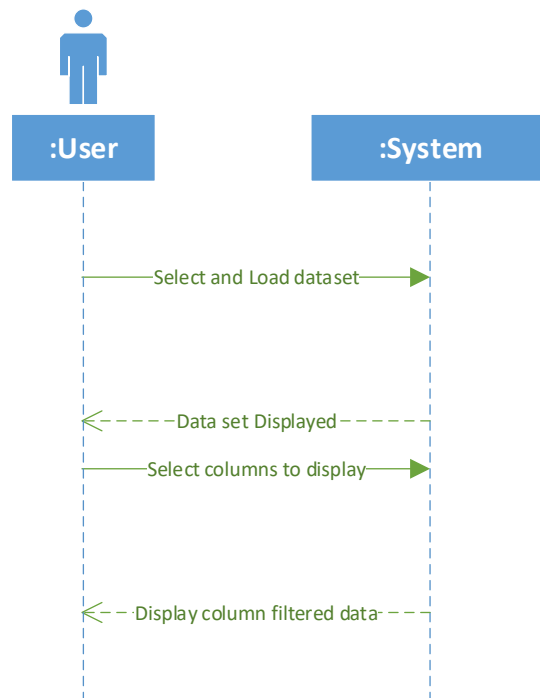 :User
:System
Select and Load dataset
Data set Displayed
Select columns to display
Display column filtered data